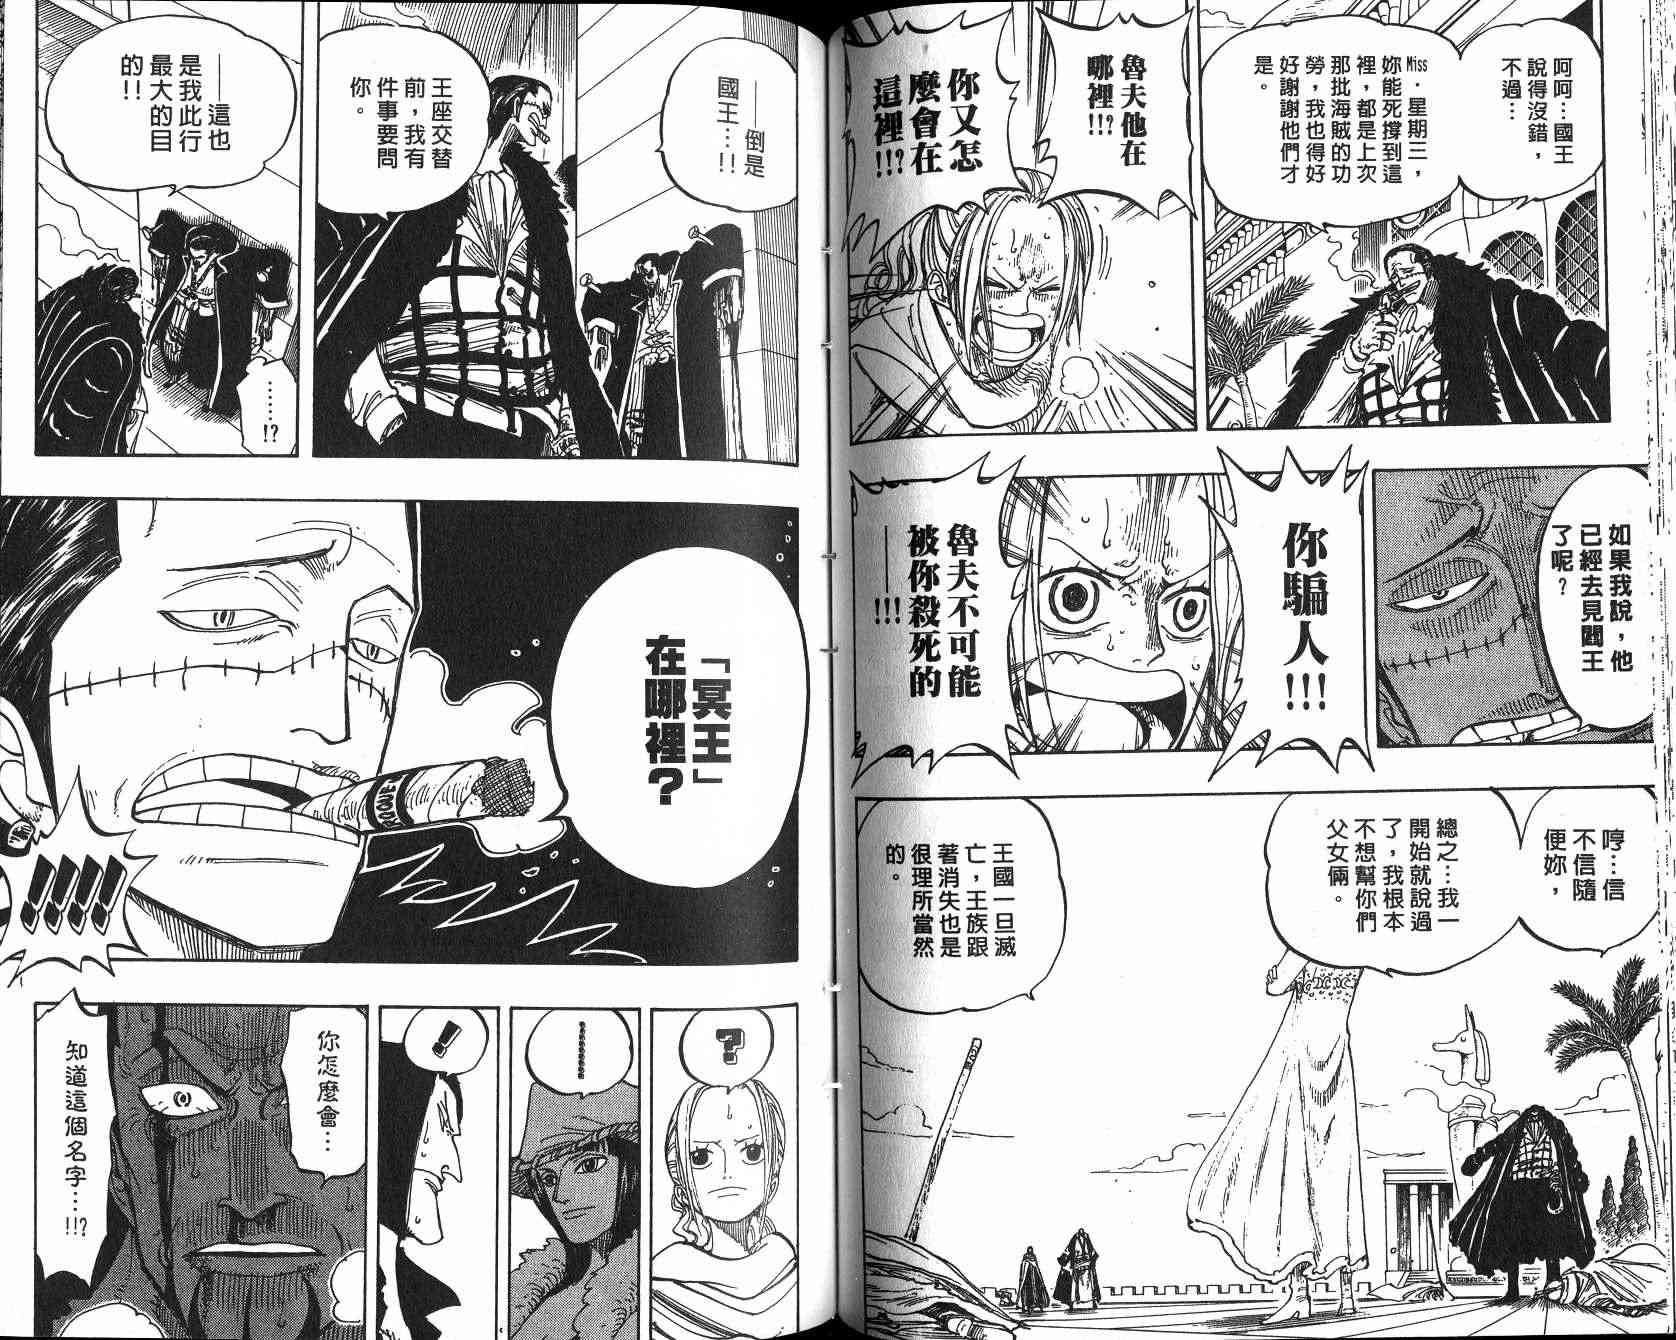 呵呵…國王
說得沒錯，
不過…
Miss．星期三，
妳能死撐到這
裡，都是上次
那批海賊的功
勞，我也得好
好謝謝他們才
是。
魯夫他在
哪裡!!?
你又怎
麼會在
這裡!!!?
如果我說，他
已經去見閻王
了呢？
你騙人!!!
魯夫不可能
被你殺死的
──!!!
哼…信
不信隨
便妳，
總之…我一
開始就說過
了，我根本
不想幫你們
父女倆。
王國一旦滅
亡，王族跟
著消失也是
很理所當然
的。
──倒是
國王…!!
王座交替
前，我有
件事要問
你。
──這也
是我此行
最大的目
的!!
……!?
「冥王」
在哪裡？
!!!!
?
………
!
你怎麼會…
知道這個名字…!!?